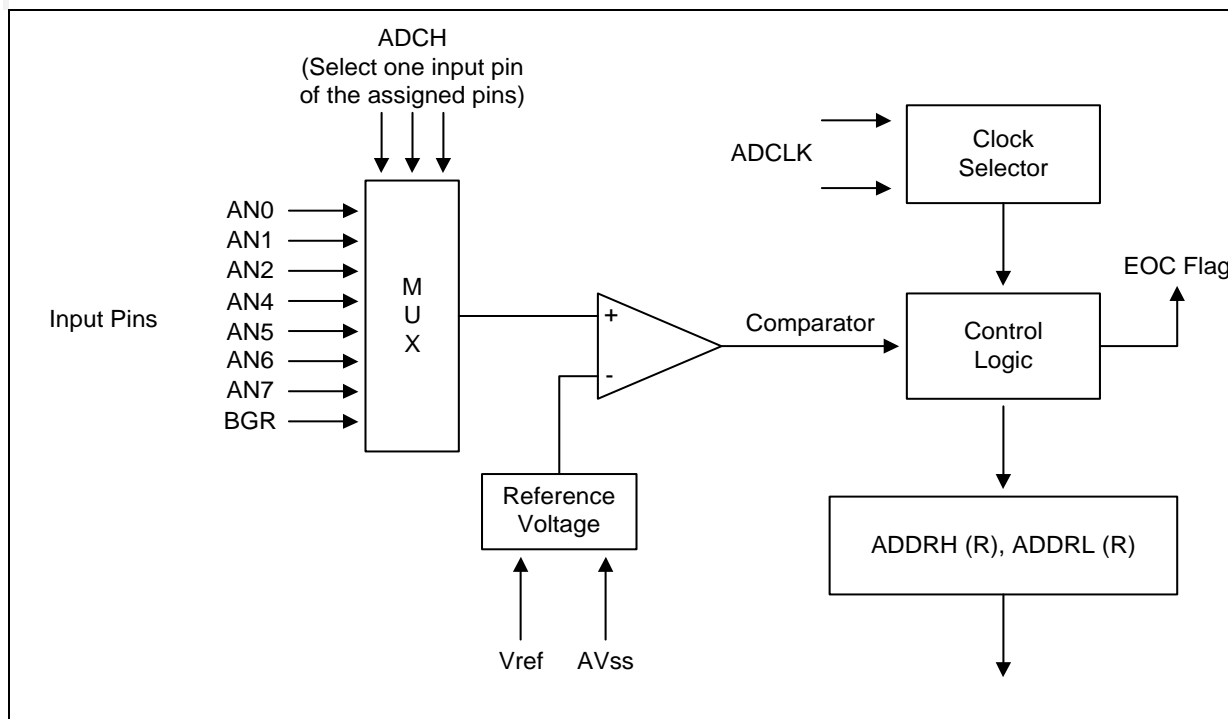 ADCH
(Select one input pin
of the assigned pins)
ADCLK
Clock
Selector
Input Pins
AN0
AN1
AN2
AN4
AN5
AN6
AN7
BGR
M
U
X
+
-
Comparator
Control
Logic
EOC Flag
Reference
Voltage
Vref
AVss
ADDRH (R), ADDRL (R)